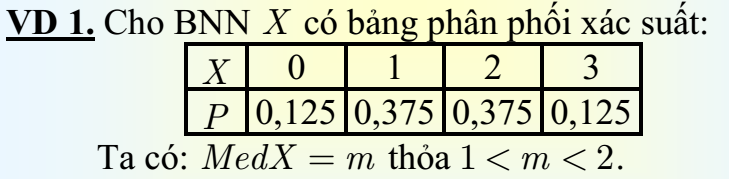 VD 1. Cho BNN X có bảng phân phối xác suất:
X 0 1 2 3
P 0,125 0,375 0,375 0,125
Ta có: MedX = m thỏa 1 < m < 2.